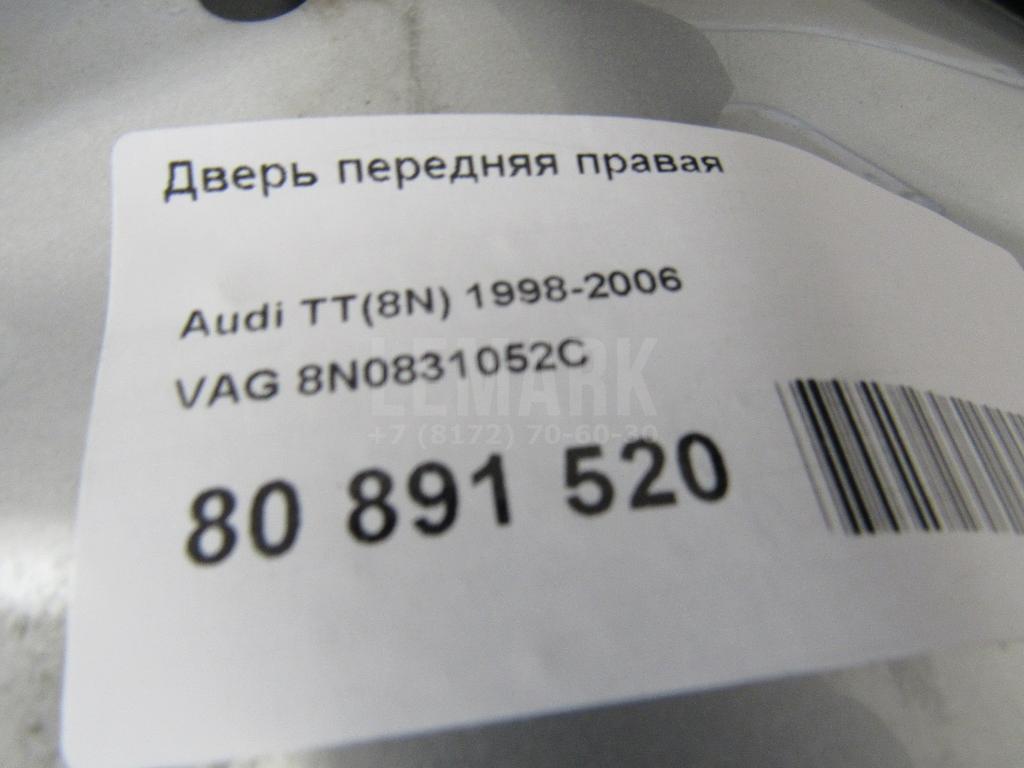 Дверь передняя правая
Audi TT(8N) 1998-2006
VAG 8N0831052C
LEMARK
+7 (8172) 70-60-30
80 891 520